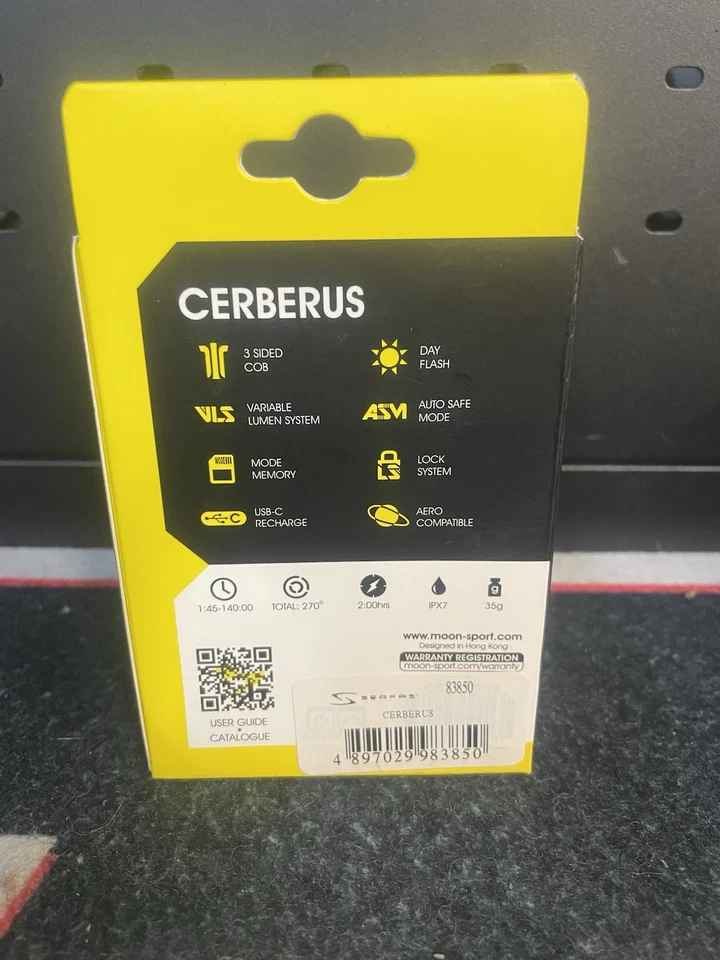 CERBERUS
3 SIDED
COB
DAY
FLASH
VLS
VARIABLE
LUMEN SYSTEM
ASM
AUTO SAFE
MODE
MODE
MEMORY
LOCK
SYSTEM
C
USB-C
RECHARGE
AERO
COMPATIBLE
1:45-140:00
TOTAL: 270°
2:00hrs
IPX7
g
35g
www.moon-sport.com
Designed in Hong Kong
WARRANTY REGISTRATION
moon-sport.com/warranty
USER GUIDE
•
CATALOGUE
SERFAS
83850
CERBERUS
4 897029 983850